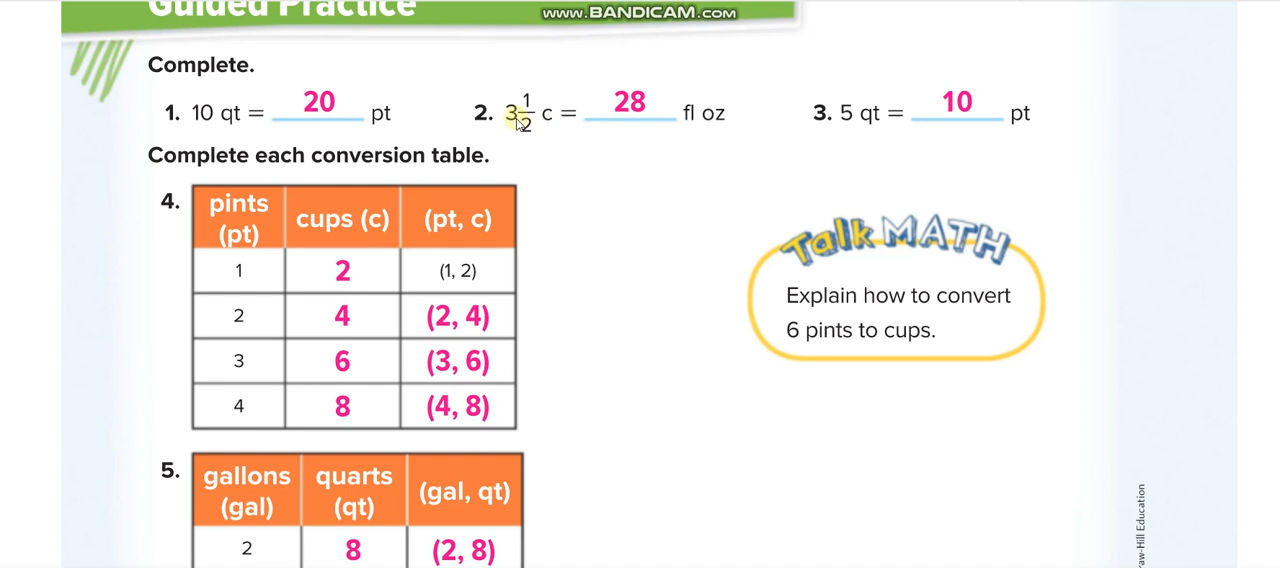 Guided Practice
www.BANDICAM.com
Complete.
1. 10 qt = 20 pt
2. 3 1/2 c = 28 fl oz
3. 5 qt = 10 pt
Complete each conversion table.
4.
pints (pt) cups (c) (pt, c)
1 2 (1, 2)
2 4 (2, 4)
3 6 (3, 6)
4 8 (4, 8)
Talk MATH
Explain how to convert
6 pints to cups.
5.
gallons (gal) quarts (qt) (gal, qt)
2 8 (2, 8)
raw-Hill Education